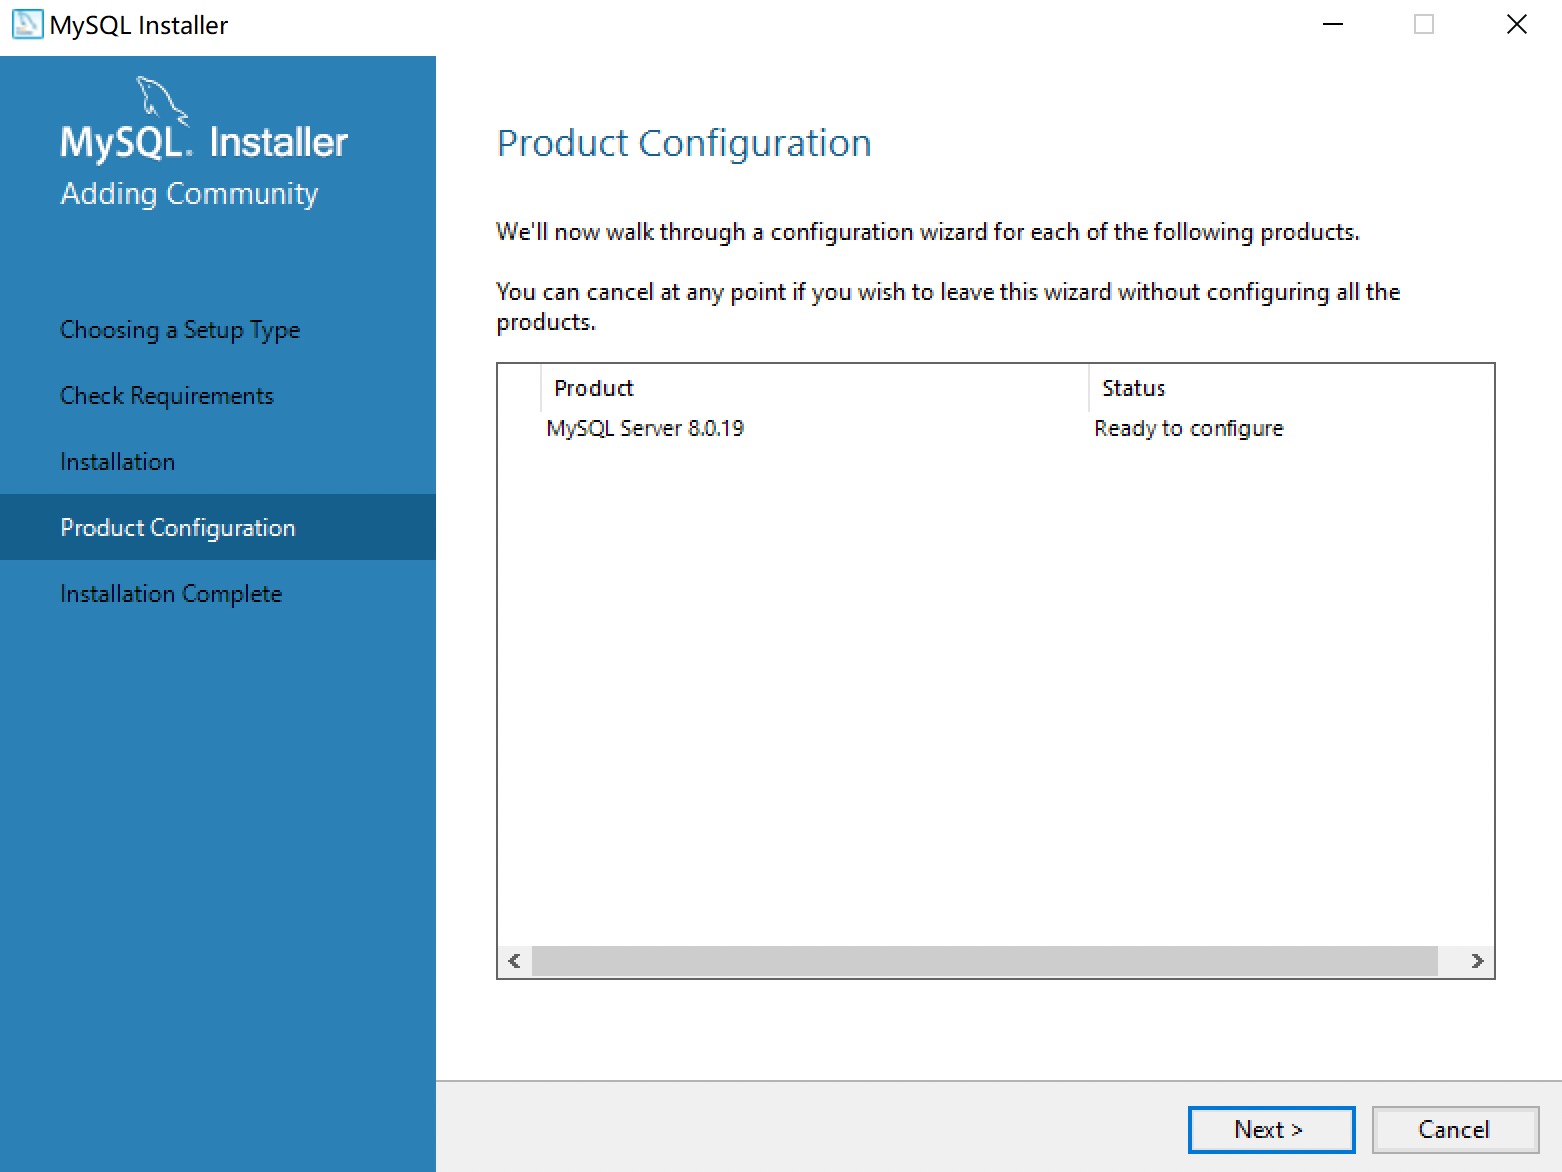 MySQL Installer
MySQL. Installer
Adding Community
Choosing a Setup Type
Check Requirements
Installation
Product Configuration
Installation Complete
Product Configuration
We'll now walk through a configuration wizard for each of the following products.
You can cancel at any point if you wish to leave this wizard without configuring all the
products.
Product Status
MySQL Server 8.0.19 Ready to configure
Next > Cancel